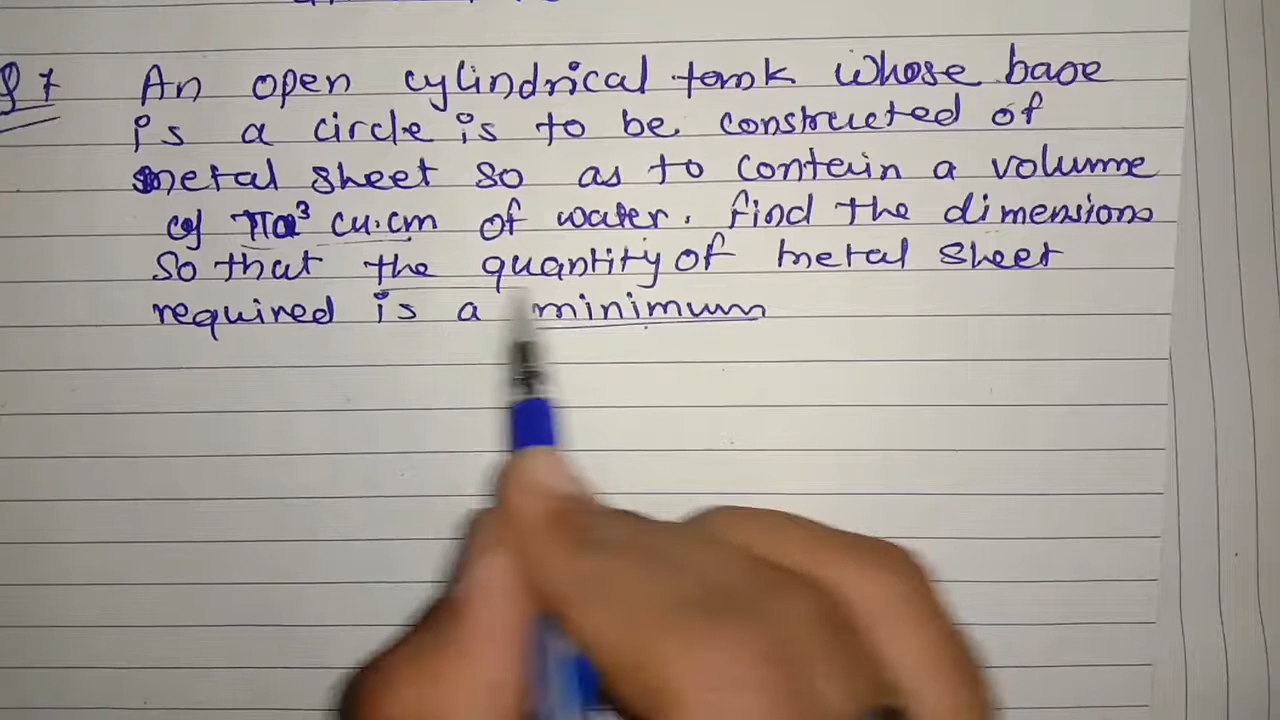 Q7 An open cylindrical tank whose base
is a circle is to be constructed of
metal sheet so as to contain a volume
of πa³ cu.cm of water. find the dimensions
So that the quantity of metal sheet
required is a minimum